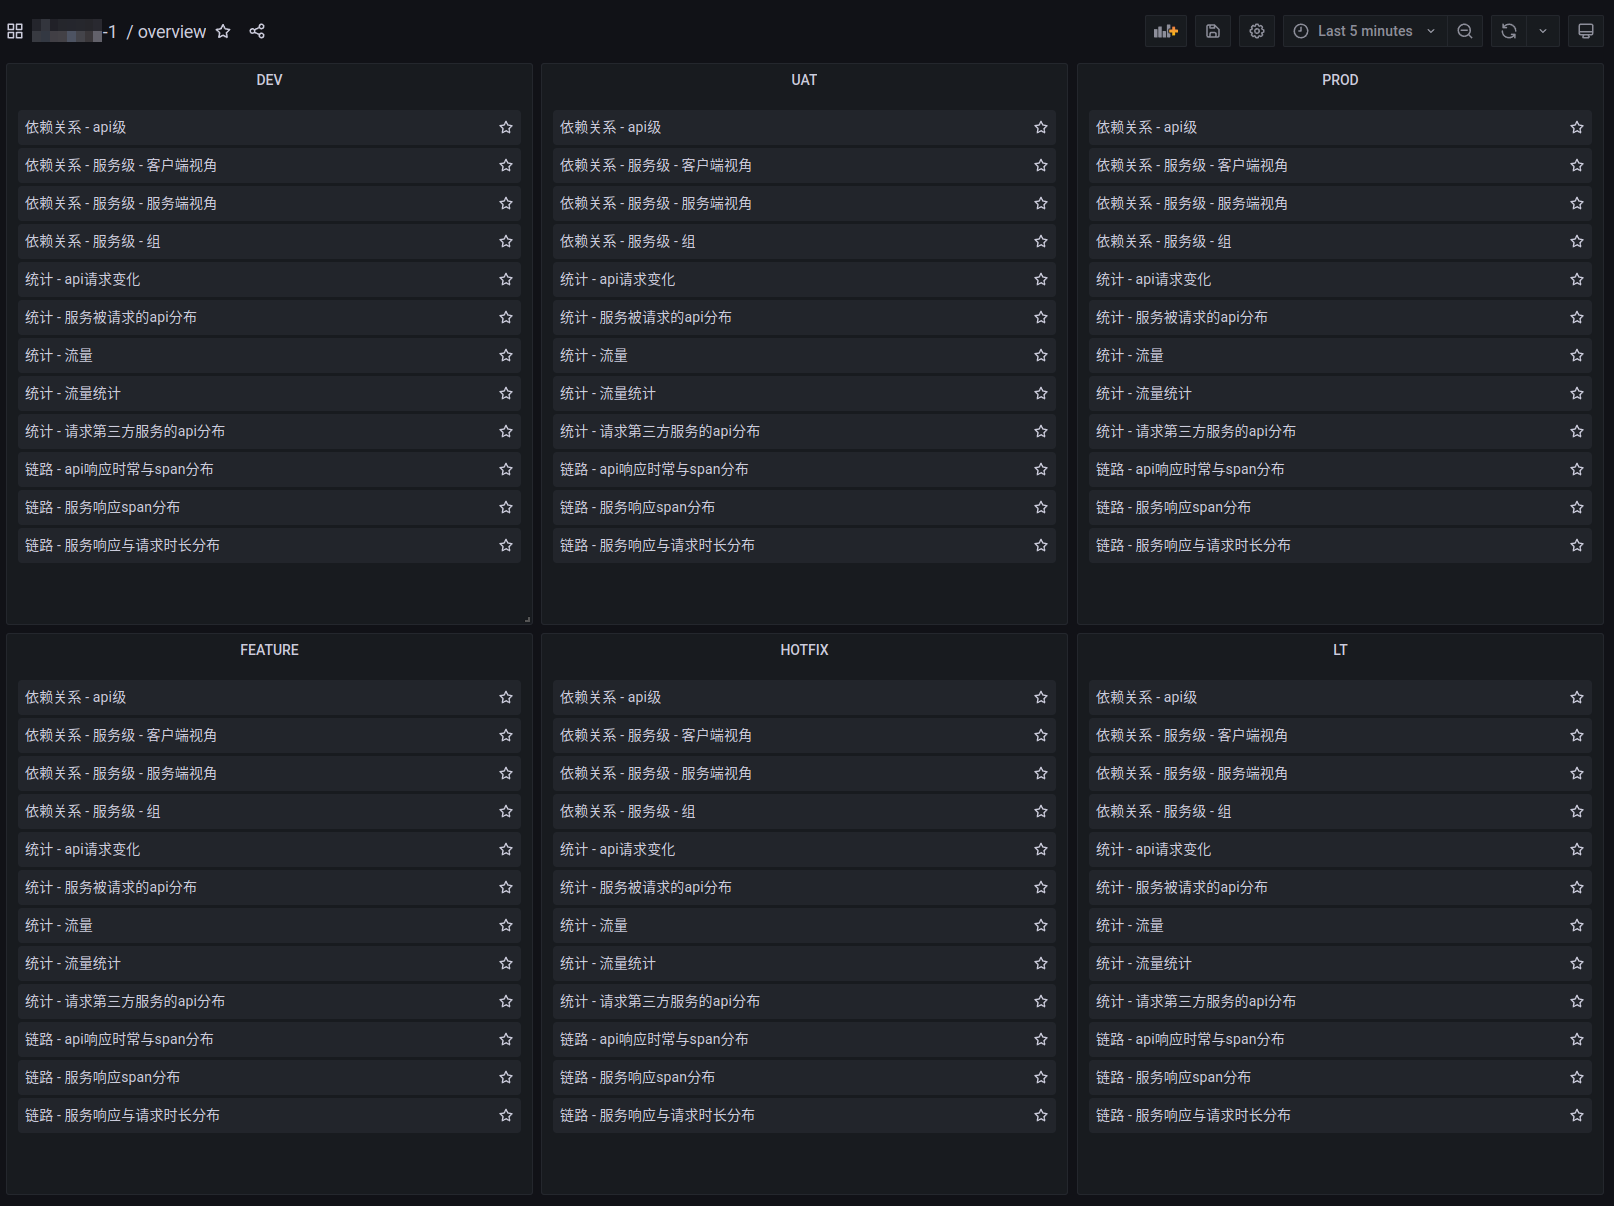 -1 / overview
Last 5 minutes
DEV
依赖关系 - api级
依赖关系 - 服务级 - 客户端视角
依赖关系 - 服务级 - 服务端视角
依赖关系 - 服务级 - 组
统计 - api请求变化
统计 - 服务被请求的api分布
统计 - 流量
统计 - 流量统计
统计 - 请求第三方服务的api分布
链路 - api响应时常与span分布
链路 - 服务响应span分布
链路 - 服务响应与请求时长分布
UAT
依赖关系 - api级
依赖关系 - 服务级 - 客户端视角
依赖关系 - 服务级 - 服务端视角
依赖关系 - 服务级 - 组
统计 - api请求变化
统计 - 服务被请求的api分布
统计 - 流量
统计 - 流量统计
统计 - 请求第三方服务的api分布
链路 - api响应时常与span分布
链路 - 服务响应span分布
链路 - 服务响应与请求时长分布
PROD
依赖关系 - api级
依赖关系 - 服务级 - 客户端视角
依赖关系 - 服务级 - 服务端视角
依赖关系 - 服务级 - 组
统计 - api请求变化
统计 - 服务被请求的api分布
统计 - 流量
统计 - 流量统计
统计 - 请求第三方服务的api分布
链路 - api响应时常与span分布
链路 - 服务响应span分布
链路 - 服务响应与请求时长分布
FEATURE
依赖关系 - api级
依赖关系 - 服务级 - 客户端视角
依赖关系 - 服务级 - 服务端视角
依赖关系 - 服务级 - 组
统计 - api请求变化
统计 - 服务被请求的api分布
统计 - 流量
统计 - 流量统计
统计 - 请求第三方服务的api分布
链路 - api响应时常与span分布
链路 - 服务响应span分布
链路 - 服务响应与请求时长分布
HOTFIX
依赖关系 - api级
依赖关系 - 服务级 - 客户端视角
依赖关系 - 服务级 - 服务端视角
依赖关系 - 服务级 - 组
统计 - api请求变化
统计 - 服务被请求的api分布
统计 - 流量
统计 - 流量统计
统计 - 请求第三方服务的api分布
链路 - api响应时常与span分布
链路 - 服务响应span分布
链路 - 服务响应与请求时长分布
LT
依赖关系 - api级
依赖关系 - 服务级 - 客户端视角
依赖关系 - 服务级 - 服务端视角
依赖关系 - 服务级 - 组
统计 - api请求变化
统计 - 服务被请求的api分布
统计 - 流量
统计 - 流量统计
统计 - 请求第三方服务的api分布
链路 - api响应时常与span分布
链路 - 服务响应span分布
链路 - 服务响应与请求时长分布